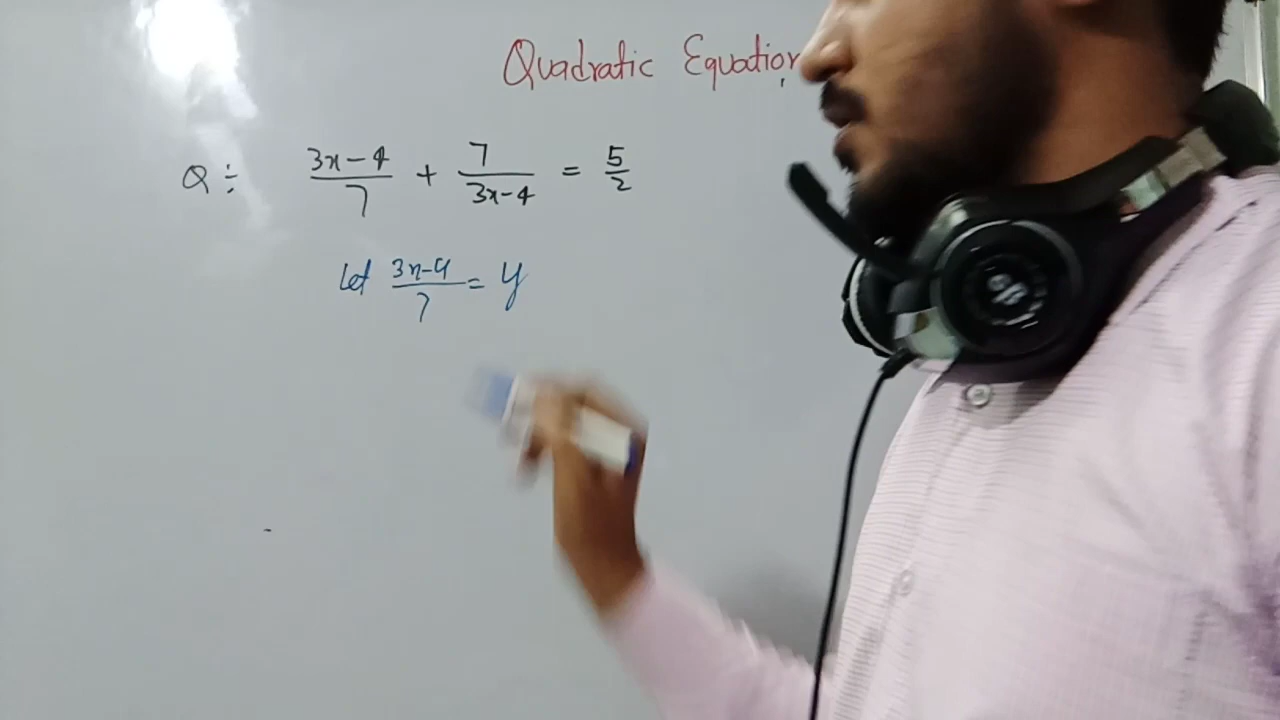 Quadratic Equation
Q÷ (3x-4)/7 + 7/(3x-4) = 5/2
Let (3x-4)/7 = y